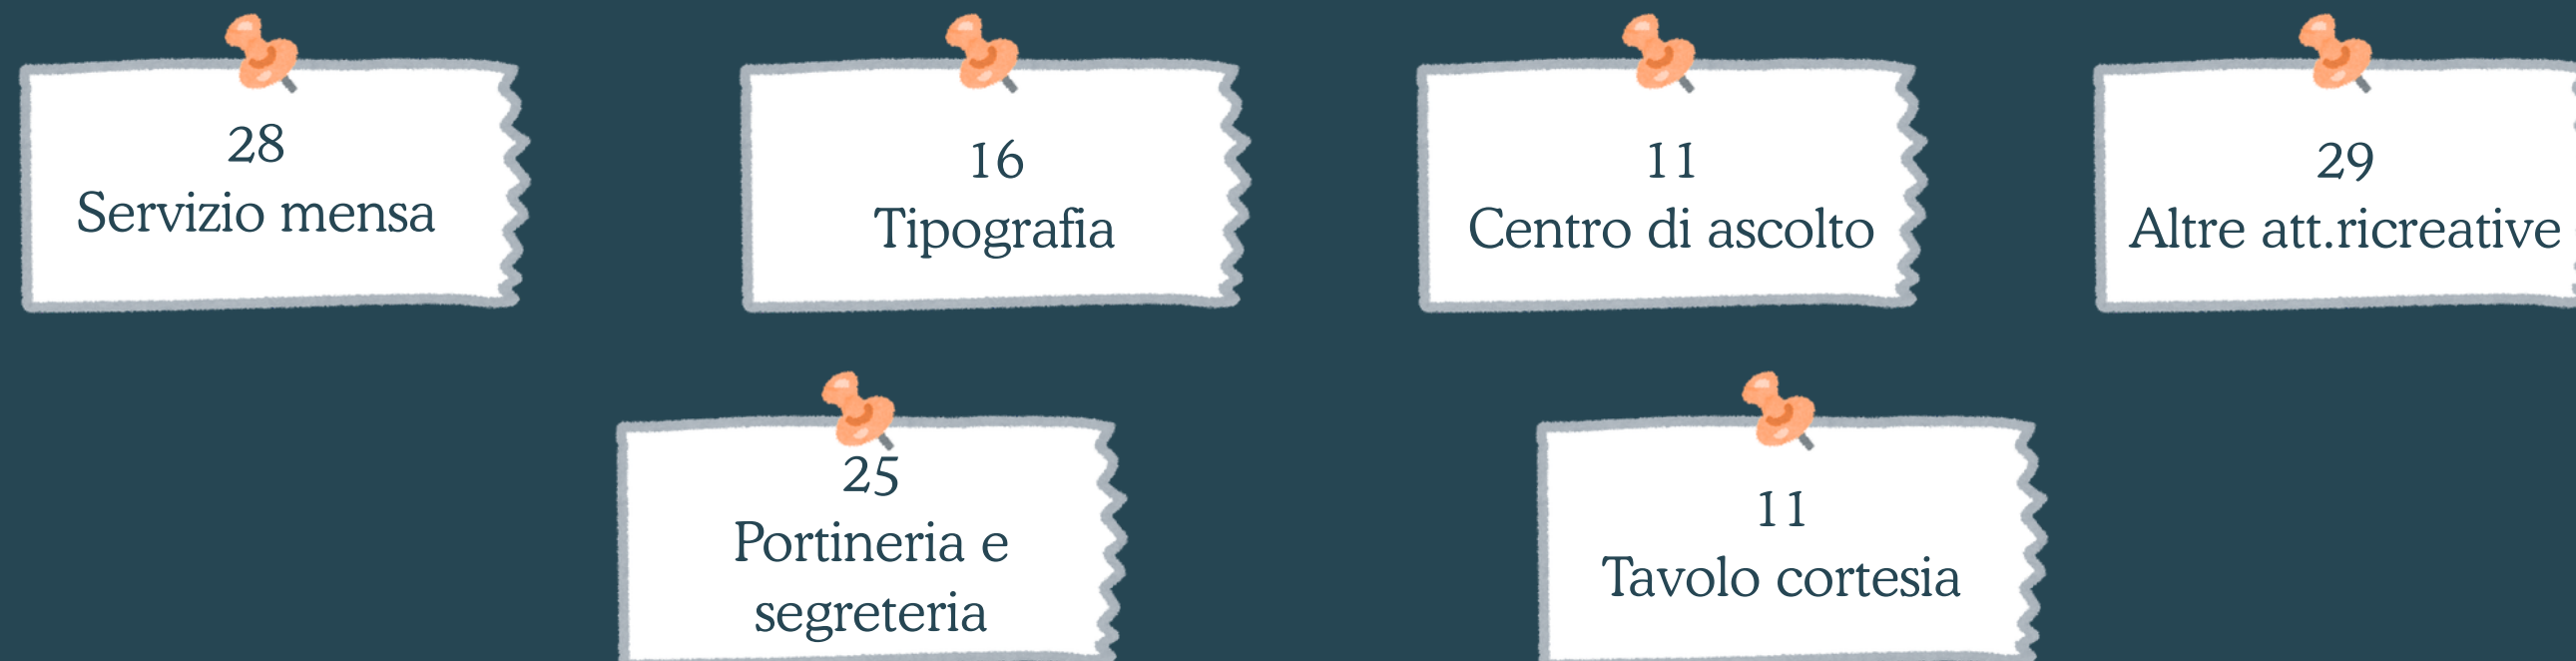 28
Servizio mensa
16
Tipografia
11
Centro di ascolto
29
Altre att.ricreative
25
Portineria e
segreteria
11
Tavolo cortesia